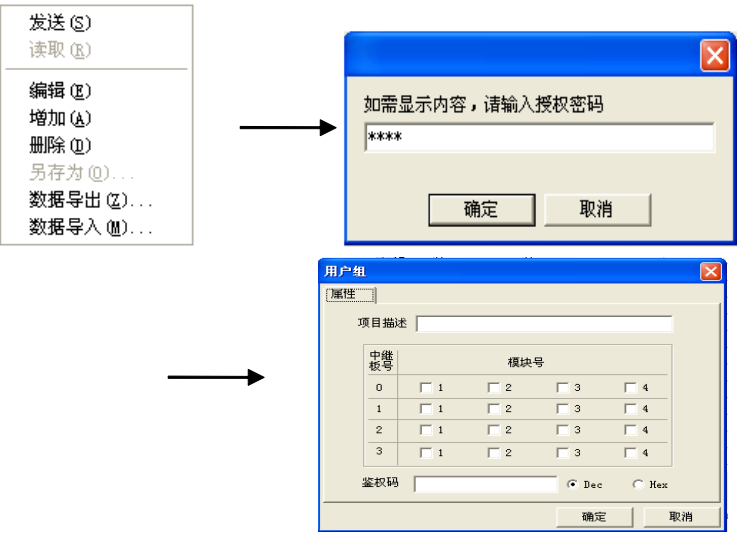 发送(S)
读取(R)
编辑(E)
增加(A)
删除(D)
另存为(O)...
数据导出(Z)...
数据导入(M)...
如需显示内容，请输入授权密码
****
确定 取消
用户组
属性
项目描述
中继板号 模块号
0 1 2 3 4
1 1 2 3 4
2 1 2 3 4
3 1 2 3 4
鉴权码 Dec Hex
确定 取消